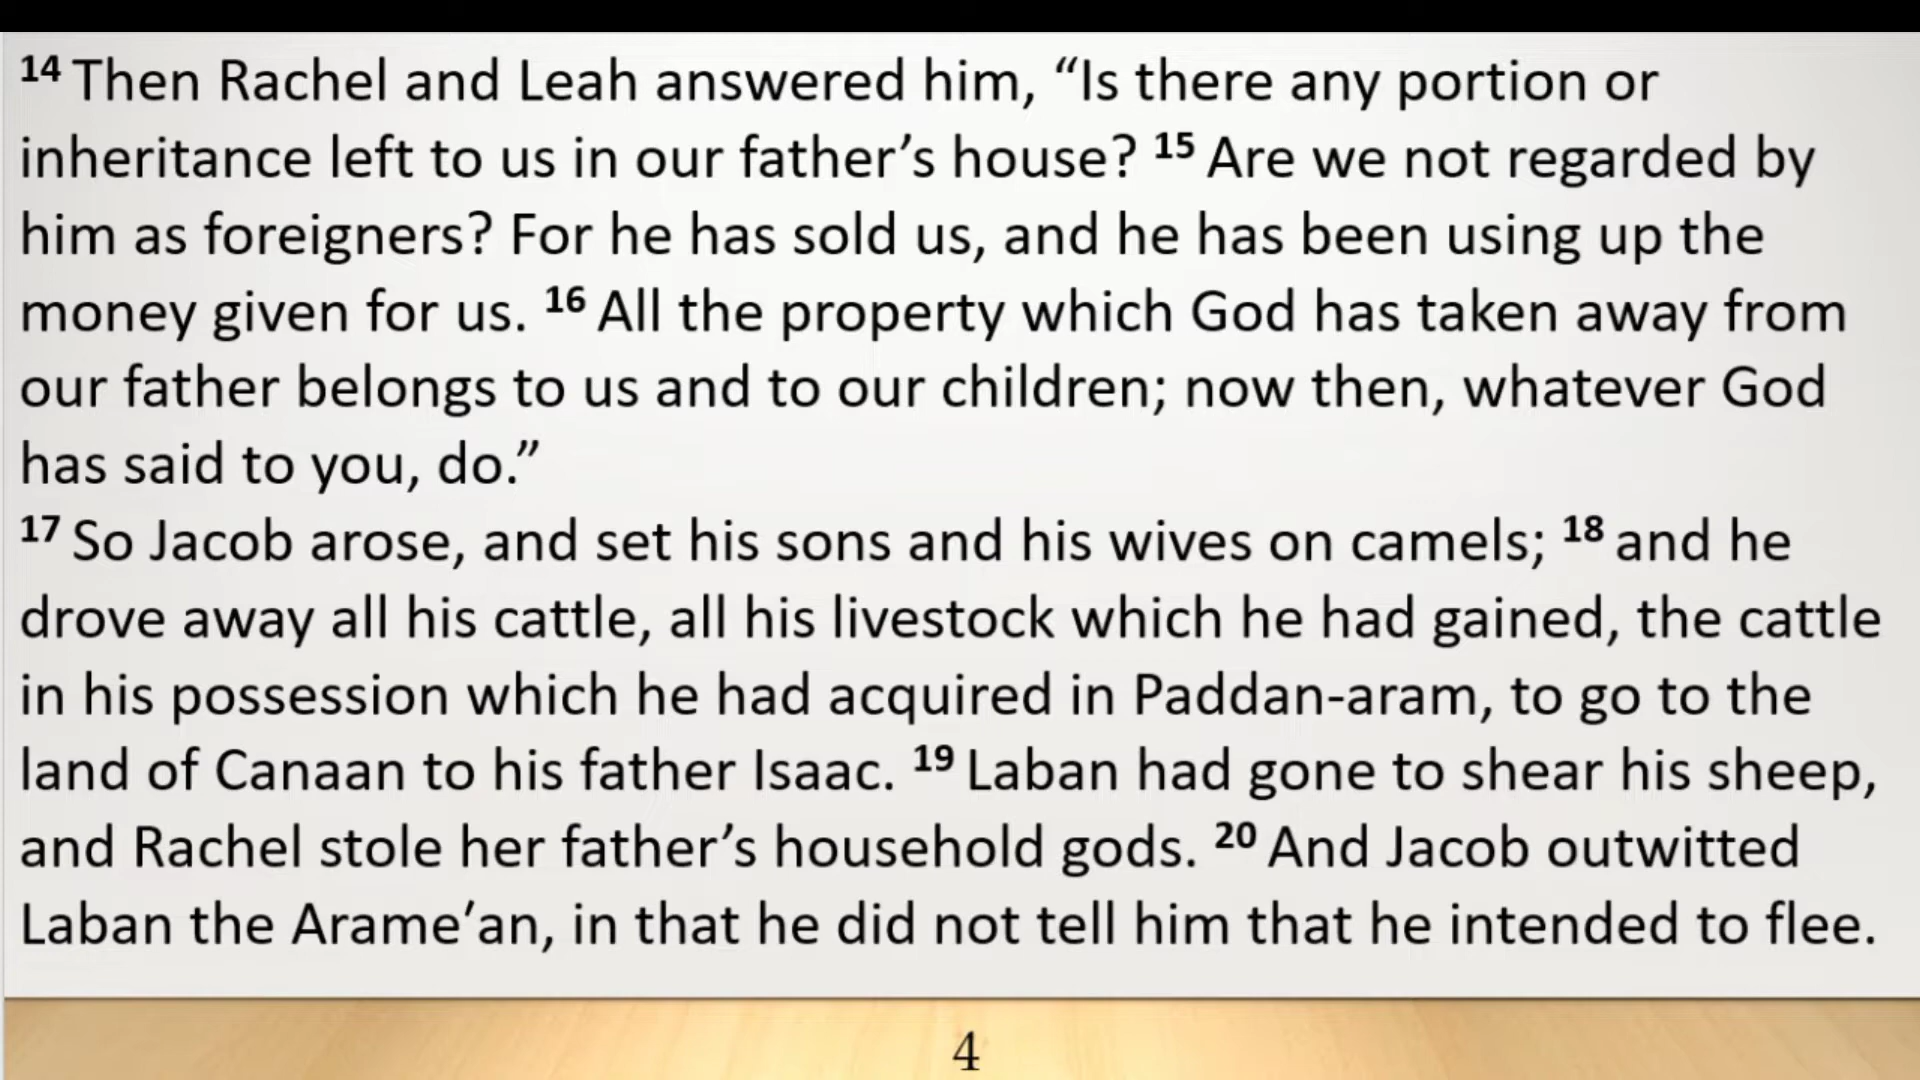 14 Then Rachel and Leah answered him, “Is there any portion or
inheritance left to us in our father’s house? 15 Are we not regarded by
him as foreigners? For he has sold us, and he has been using up the
money given for us. 16 All the property which God has taken away from
our father belongs to us and to our children; now then, whatever God
has said to you, do.”
17 So Jacob arose, and set his sons and his wives on camels; 18 and he
drove away all his cattle, all his livestock which he had gained, the cattle
in his possession which he had acquired in Paddan-aram, to go to the
land of Canaan to his father Isaac. 19 Laban had gone to shear his sheep,
and Rachel stole her father’s household gods. 20 And Jacob outwitted
Laban the Arame′an, in that he did not tell him that he intended to flee.
4